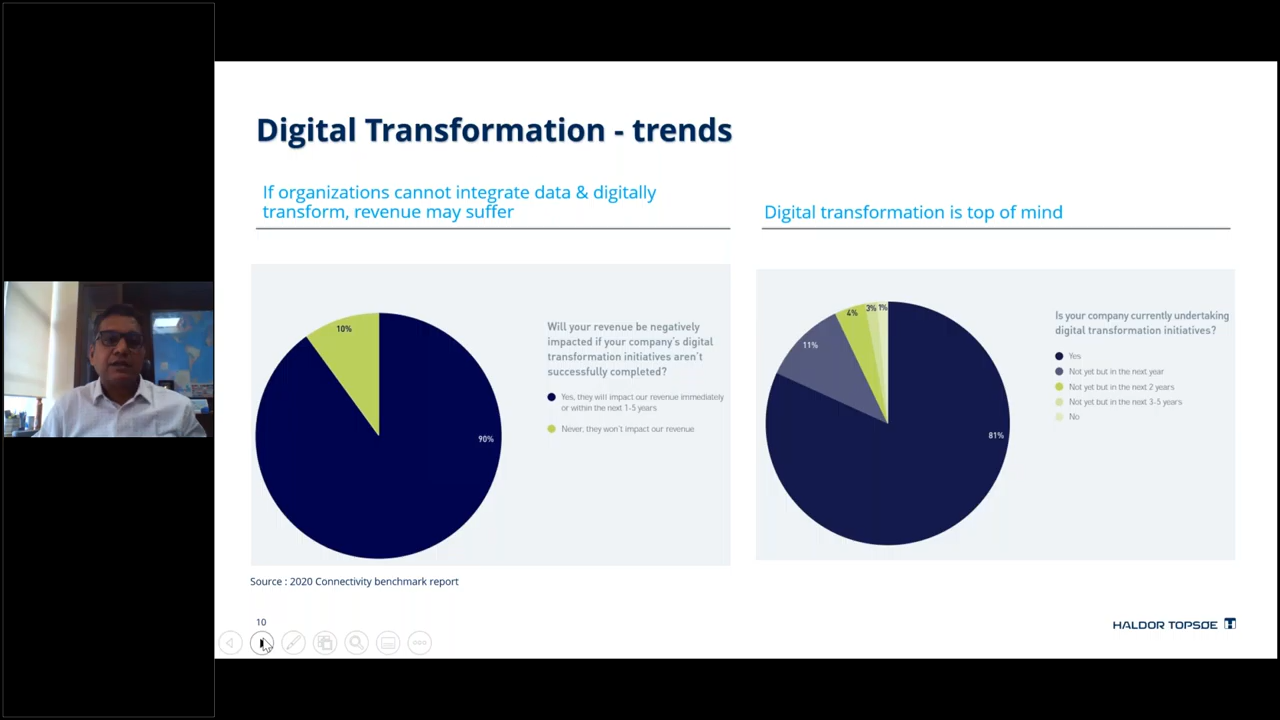 Digital Transformation - trends
If organizations cannot integrate data & digitally
transform, revenue may suffer
Digital transformation is top of mind
10%
90%
Will your revenue be negatively
impacted if your company's digital
transformation initiatives aren't
successfully completed?
Yes, they will impact our revenue immediately
or within the next 1-5 years
Never, they won't impact our revenue
4%
3%
1%
11%
81%
Is your company currently undertaking
digital transformation initiatives?
Yes
Not yet but in the next year
Not yet but in the next 2 years
Not yet but in the next 3-5 years
No
Source : 2020 Connectivity benchmark report
10
HALDOR TOPSØE